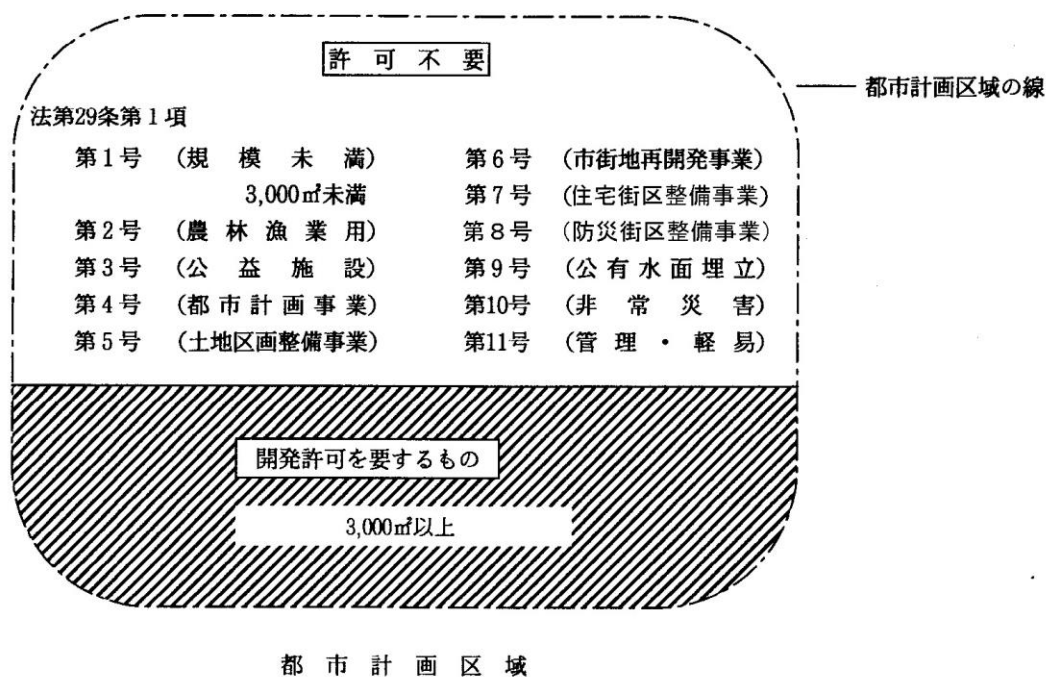 許可不要
都市計画区域の線
法第29条第1項
第1号 (規模未満)
3,000㎡未満
第2号 (農林漁業用)
第3号 (公益施設)
第4号 (都市計画事業)
第5号 (土地区画整備事業)
第6号 (市街地再開発事業)
第7号 (住宅街区整備事業)
第8号 (防災街区整備事業)
第9号 (公有水面埋立)
第10号 (非常災害)
第11号 (管理・軽易)
開発許可を要するもの
3,000㎡以上
都市計画区域